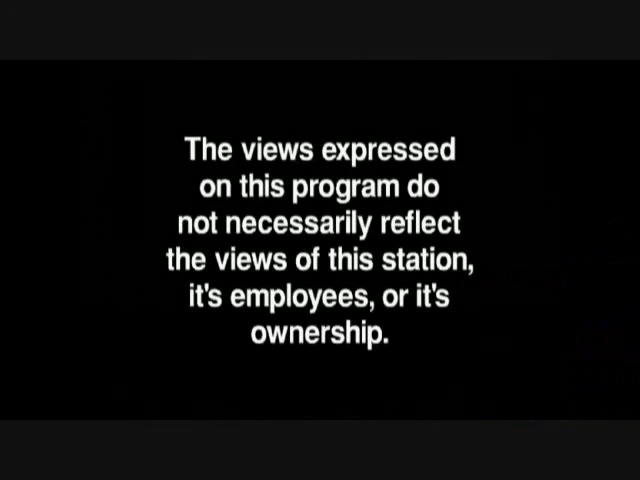 The views expressed
on this program do
not necessarily reflect
the views of this station,
it's employees, or it's
ownership.